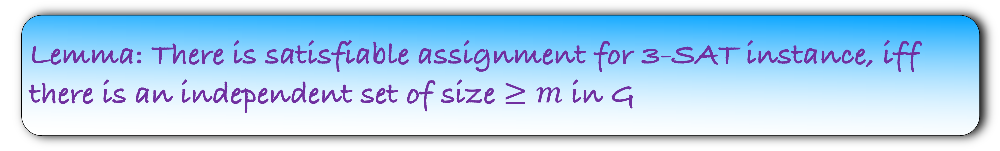 Lemma: There is satisfiable assignment for 3-SAT instance, iff
there is an independent set of size ≥ m in G